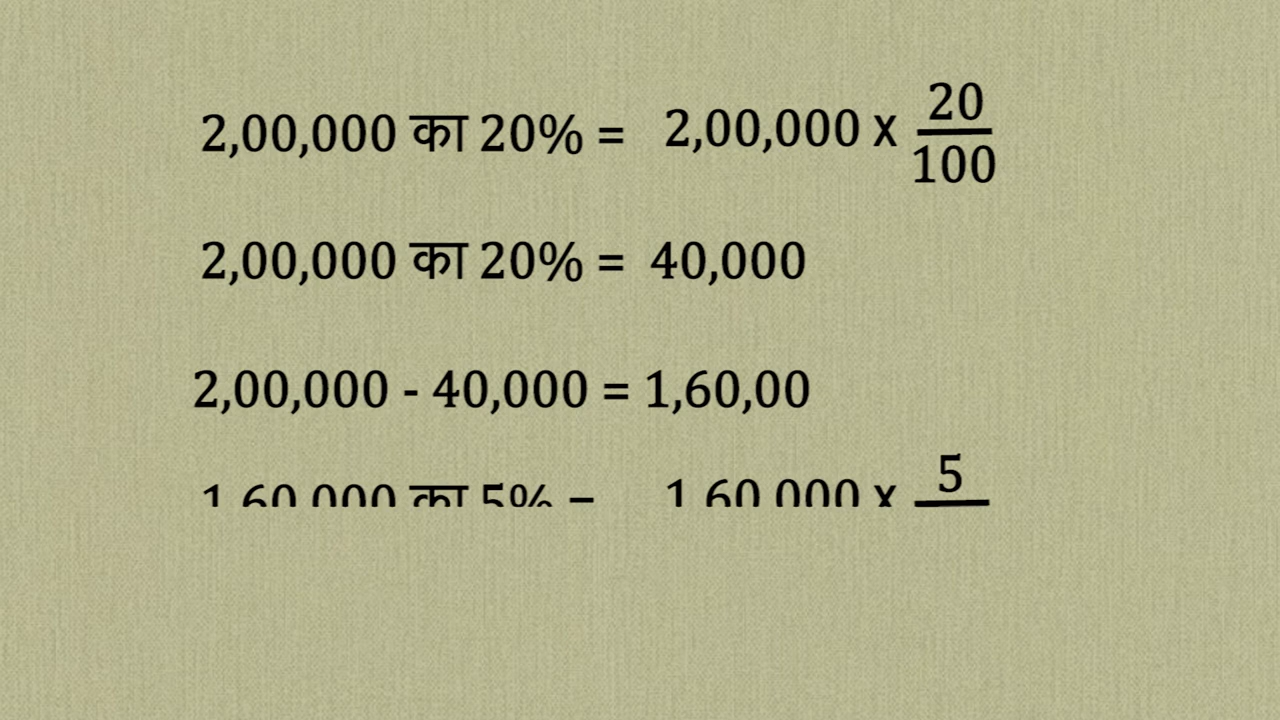 2,00,000 का 20% = 2,00,000 x 20/100
2,00,000 का 20% = 40,000
2,00,000 - 40,000 = 1,60,00
1,60,000 का 5% = 1,60,000 x 5